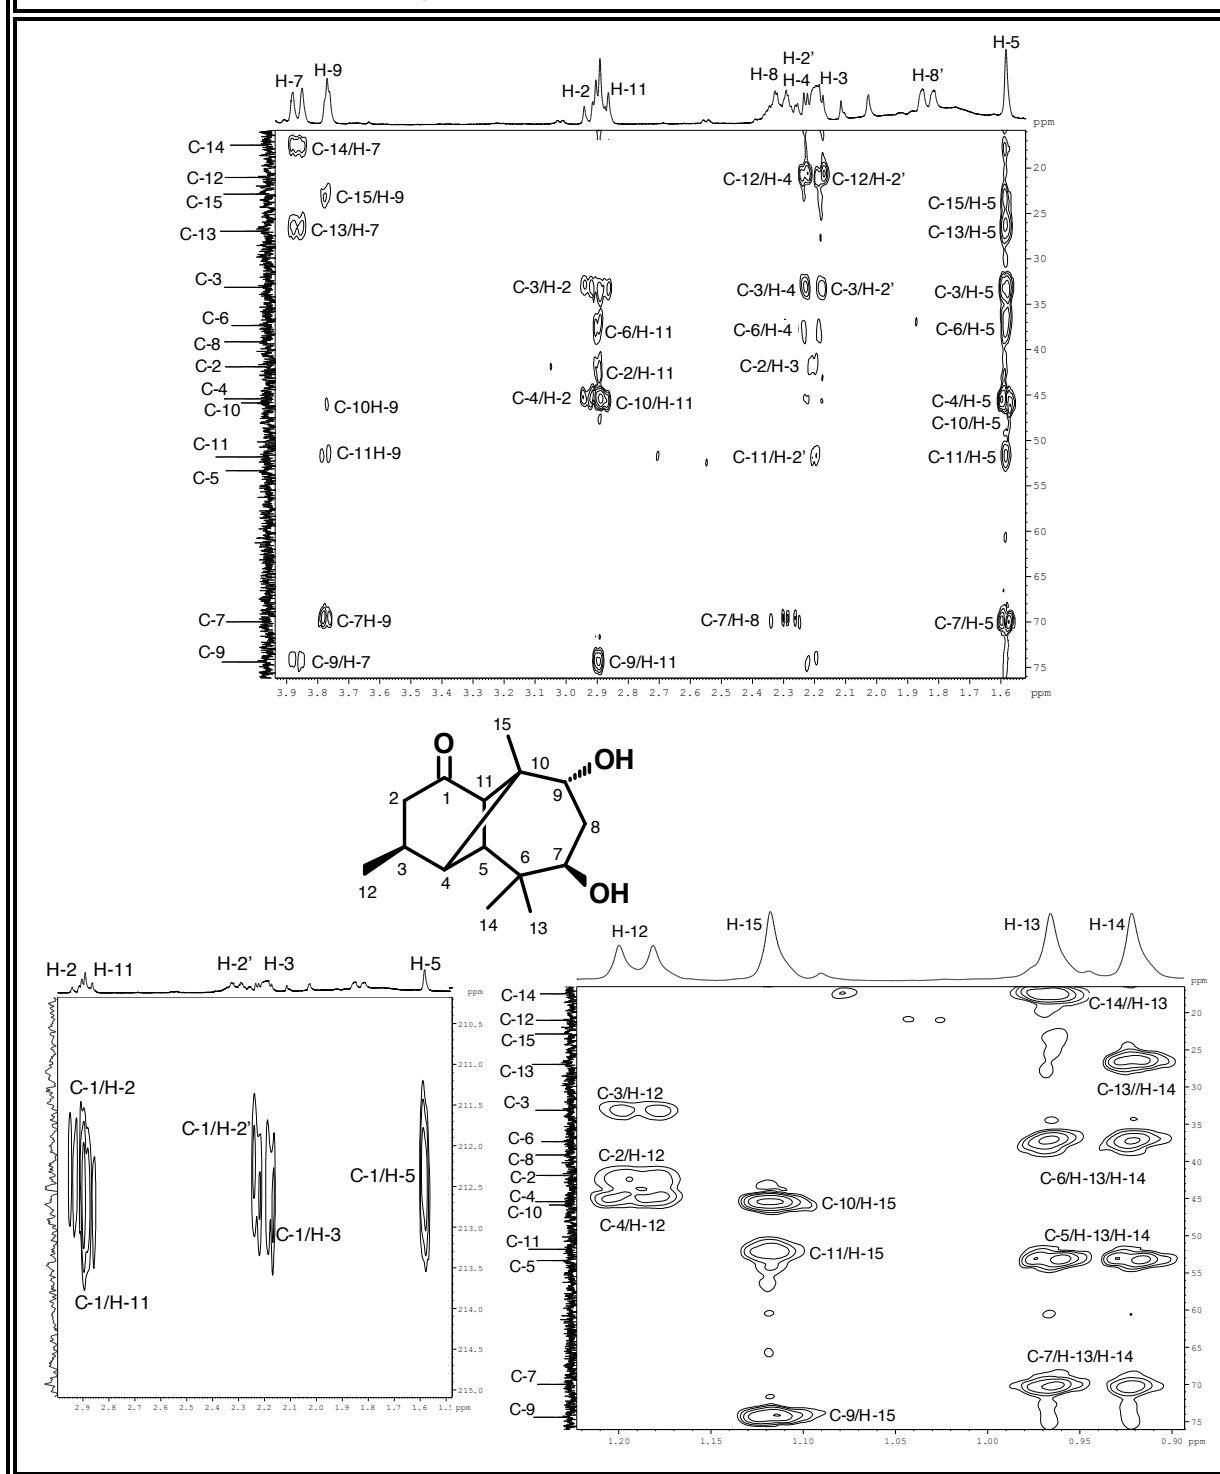 H-7
H-9
H-2
H-11
H-8
H-2'
H-4
H-3
H-8'
H-5
ppm
C-14
C-12
C-15
C-13
C-3
C-6
C-8
C-2
C-4
C-10
C-11
C-5
C-7
C-9
C-14/H-7
C-15/H-9
C-13/H-7
C-12/H-4
C-12/H-2'
C-15/H-5
C-13/H-5
C-3/H-2
C-3/H-4
C-3/H-2'
C-3/H-5
C-6/H-11
C-6/H-4
C-6/H-5
C-2/H-11
C-2/H-3
C-4/H-2
C-10/H-11
C-4/H-5
C-10H-9
C-10/H-5
C-11H-9
C-11/H-2'
C-11/H-5
C-7H-9
C-7/H-8
C-7/H-5
C-9/H-7
C-9/H-11
20
25
30
35
40
45
50
55
60
65
70
75
3.9 3.8 3.7 3.6 3.5 3.4 3.3 3.2 3.1 3.0 2.9 2.8 2.7 2.6 2.5 2.4 2.3 2.2 2.1 2.0 1.9 1.8 1.7 1.6 ppm
15
O
10
OH
11
2
1
9
8
3
4
5
6
7
12
OH
14
13
H-2
H-11
H-2'
H-3
H-5
ppm
210.5
211.0
211.5
212.0
212.5
213.0
213.5
214.0
214.5
215.0
C-1/H-2
C-1/H-2'
C-1/H-5
C-1/H-3
C-1/H-11
2.9 2.8 2.7 2.6 2.5 2.4 2.3 2.2 2.1 2.0 1.9 1.8 1.7 1.6 ppm
H-12
H-15
H-13
H-14
ppm
C-14
C-12
C-15
C-13
C-3
C-6
C-8
C-2
C-4
C-10
C-11
C-5
C-7
C-9
C-14//H-13
C-13//H-14
C-3/H-12
C-2/H-12
C-6/H-13/H-14
C-4/H-12
C-10/H-15
C-5/H-13/H-14
C-11/H-15
C-7/H-13/H-14
C-9/H-15
20
25
30
35
40
45
50
55
60
65
70
75
1.20 1.15 1.10 1.05 1.00 0.95 0.90 ppm